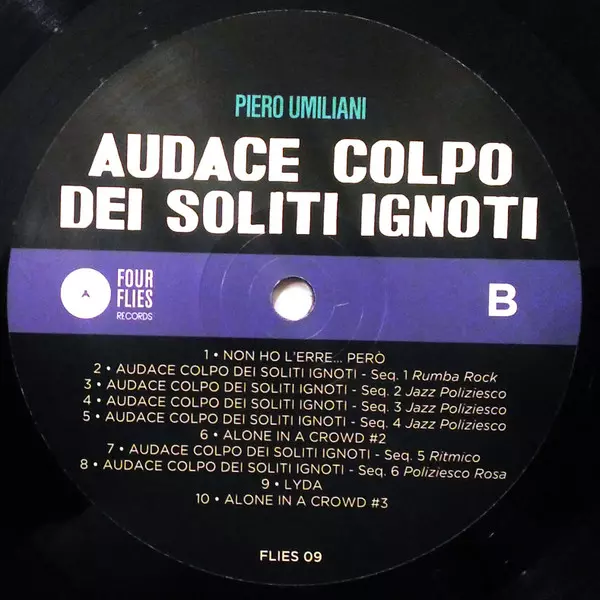 PIERO UMILIANI
AUDACE COLPO
DEI SOLITI IGNOTI
FOUR
FLIES
RECORDS
B
1 • NON HO L'ERRE... PERÒ
2 • AUDACE COLPO DEI SOLITI IGNOTI - Seq. 1 Rumba Rock
3 • AUDACE COLPO DEI SOLITI IGNOTI - Seq. 2 Jazz Poliziesco
4 • AUDACE COLPO DEI SOLITI IGNOTI - Seq. 3 Jazz Poliziesco
5 • AUDACE COLPO DEI SOLITI IGNOTI - Seq. 4 Jazz Poliziesco
6 • ALONE IN A CROWD #2
7 • AUDACE COLPO DEI SOLITI IGNOTI - Seq. 5 Ritmico
8 • AUDACE COLPO DEI SOLITI IGNOTI - Seq. 6 Poliziesco Rosa
9 • LYDA
10 • ALONE IN A CROWD #3
FLIES 09